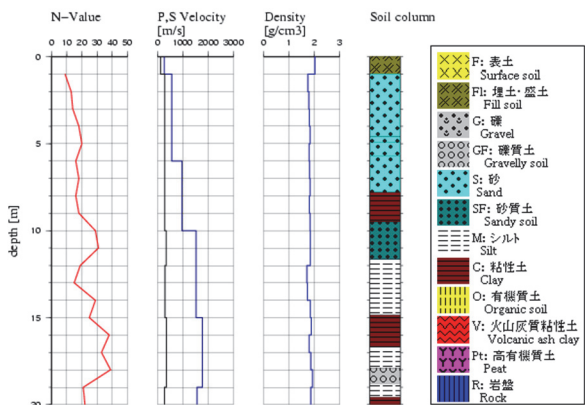 N-Value
P,S Velocity
[m/s]
Density
[g/cm3]
Soil column
0 10 20 30 40 50
0 1000 2000 3000
0 1 2 3
depth [m]
0
5
10
15
20
F: 表土
Surface soil
Fl: 埋土・盛土
Fill soil
G: 礫
Gravel
GF: 礫質土
Gravelly soil
S: 砂
Sand
SF: 砂質土
Sandy soil
M: シルト
Silt
C: 粘性土
Clay
O: 有機質土
Organic soil
V: 火山灰質粘性土
Volcanic ash clay
Pt: 高有機質土
Peat
R: 岩盤
Rock